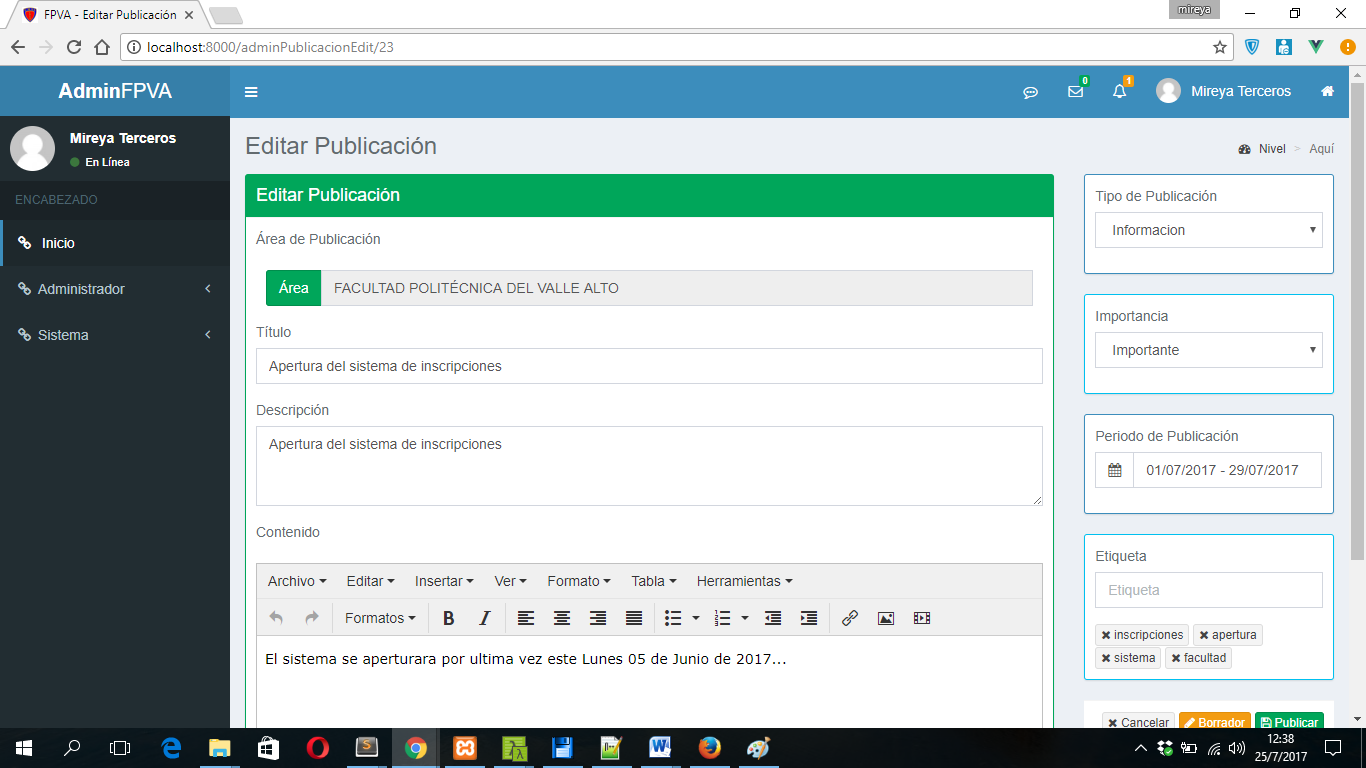 FPVA - Editar Publicación
mireya
localhost:8000/adminPublicacionEdit/23
AdminFPVA
0
1
Mireya Terceros
Mireya Terceros
En Línea
ENCABEZADO
Inicio
Administrador
Sistema
Editar Publicación
Nivel > Aquí
Editar Publicación
Área de Publicación
Área FACULTAD POLITÉCNICA DEL VALLE ALTO
Título
Apertura del sistema de inscripciones
Descripción
Apertura del sistema de inscripciones
Contenido
Archivo Editar Insertar Ver Formato Tabla Herramientas
Formatos B I
El sistema se aperturara por ultima vez este Lunes 05 de Junio de 2017...
Tipo de Publicación
Informacion
Importancia
Importante
Periodo de Publicación
01/07/2017 - 29/07/2017
Etiqueta
Etiqueta
inscripciones apertura
sistema facultad
Cancelar Borrador Publicar
12:38
25/7/2017